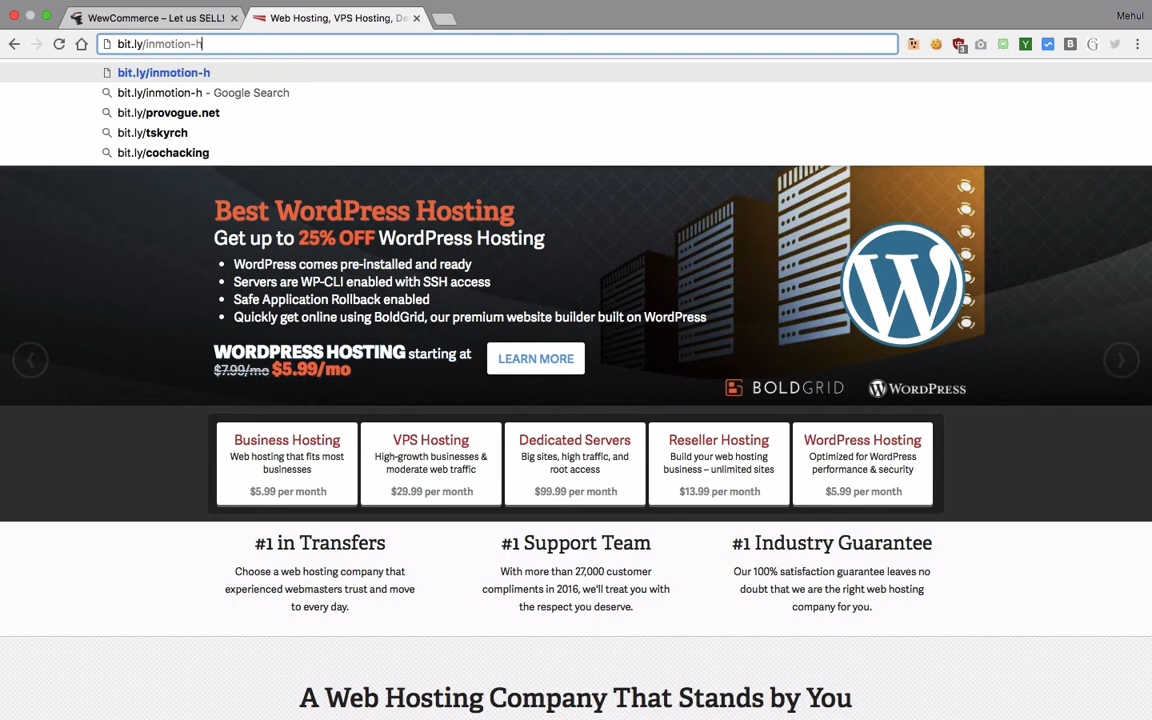 WewCommerce – Let us SELL!
Web Hosting, VPS Hosting, De
Mehul
bit.ly/inmotion-h
bit.ly/inmotion-h
bit.ly/inmotion-h - Google Search
bit.ly/provogue.net
bit.ly/tskyrch
bit.ly/cochacking
Best WordPress Hosting
Get up to 25% OFF WordPress Hosting
• WordPress comes pre-installed and ready
• Servers are WP-CLI enabled with SSH access
• Safe Application Rollback enabled
• Quickly get online using BoldGrid, our premium website builder built on WordPress
WORDPRESS HOSTING starting at
$7.99/mo $5.99/mo
LEARN MORE
BOLDGRID
WORDPRESS
Business Hosting
Web hosting that fits most
businesses
$5.99 per month
VPS Hosting
High-growth businesses &
moderate web traffic
$29.99 per month
Dedicated Servers
Big sites, high traffic, and
root access
$99.99 per month
Reseller Hosting
Build your web hosting
business – unlimited sites
$13.99 per month
WordPress Hosting
Optimized for WordPress
performance & security
$5.99 per month
#1 in Transfers
Choose a web hosting company that
experienced webmasters trust and move
to every day.
#1 Support Team
With more than 27,000 customer
compliments in 2016, we'll treat you with
the respect you deserve.
#1 Industry Guarantee
Our 100% satisfaction guarantee leaves no
doubt that we are the right web hosting
company for you.
A Web Hosting Company That Stands by You